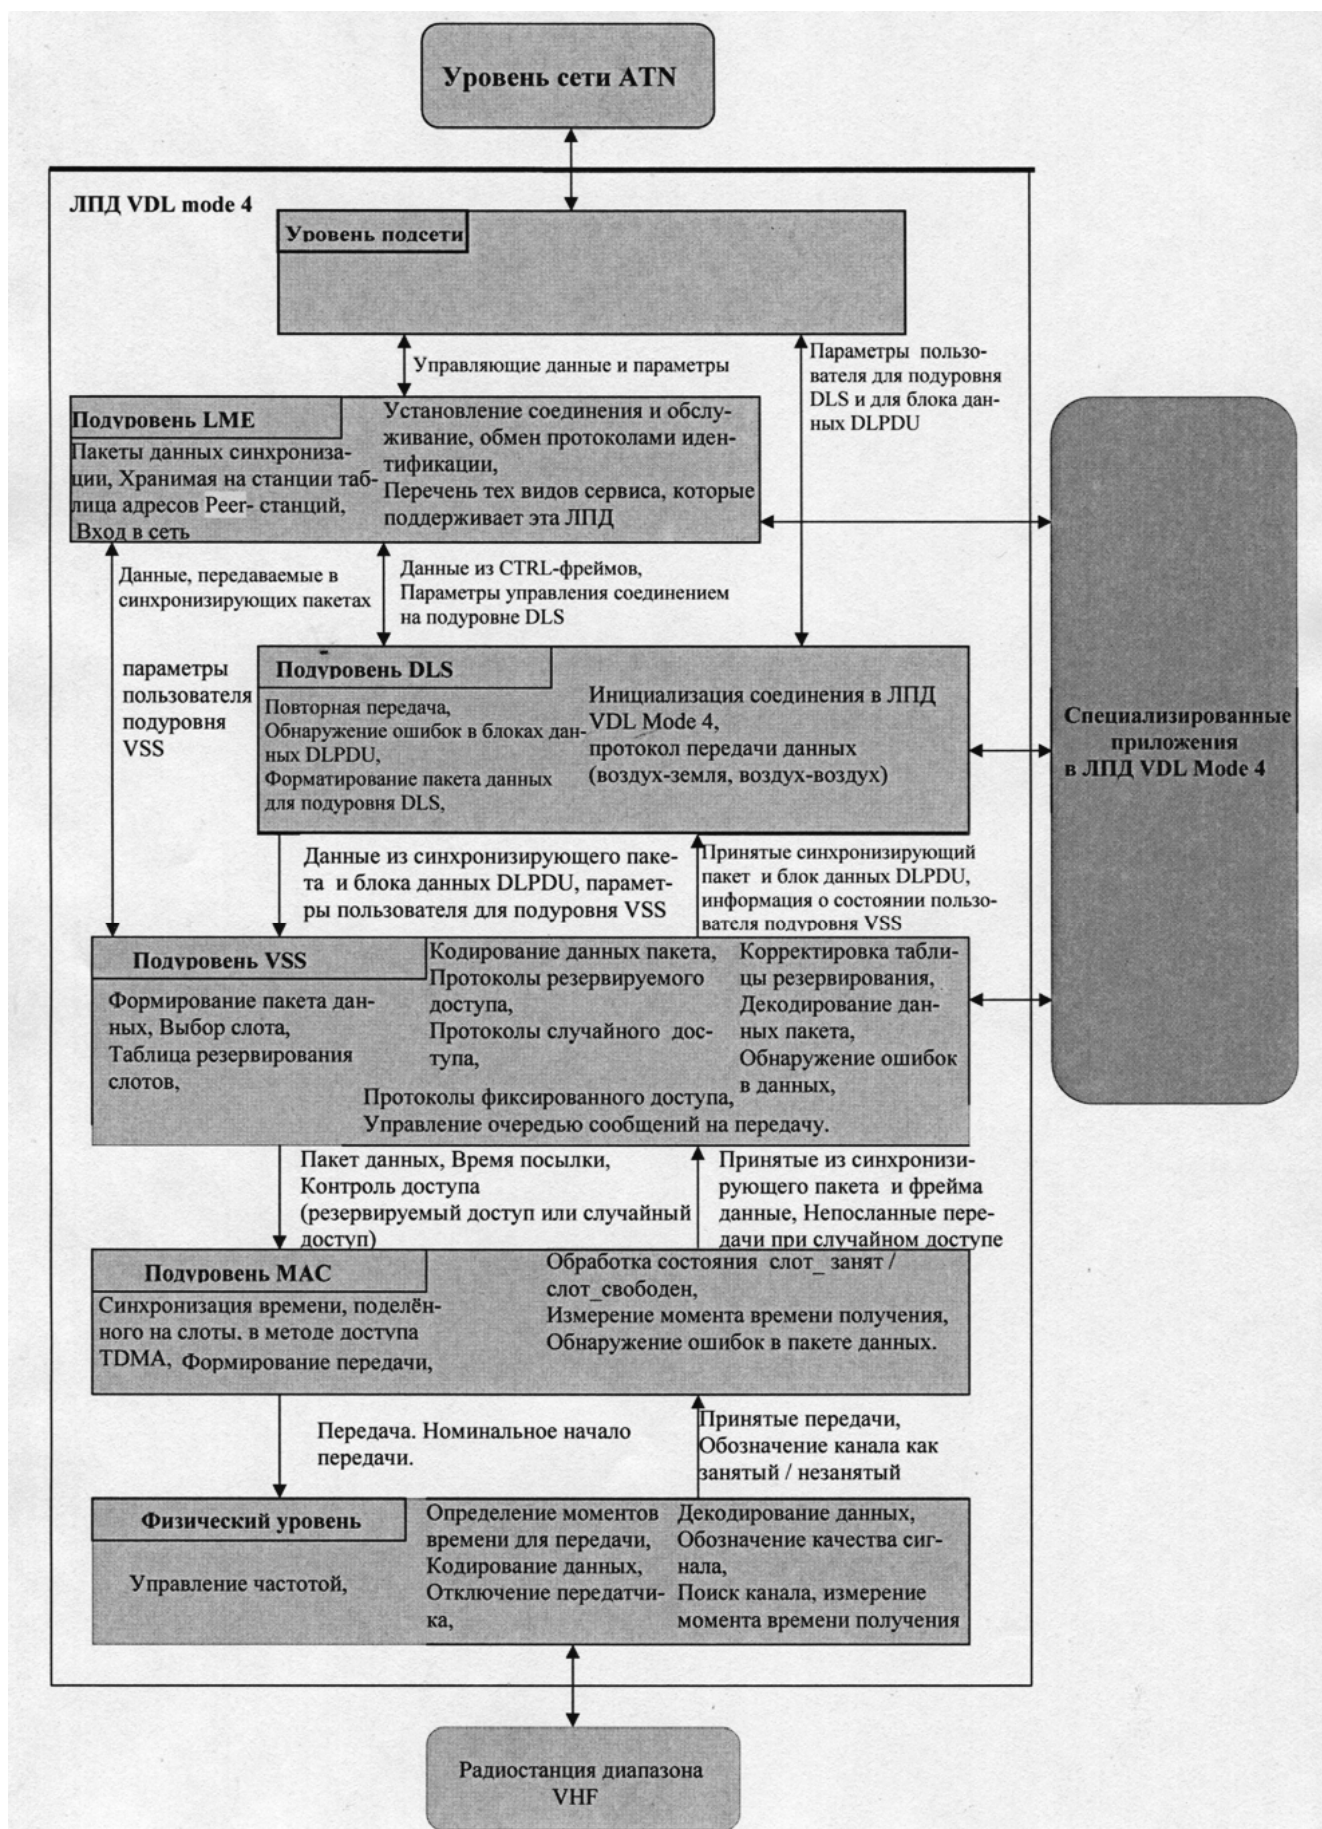 Уровень сети ATN
ЛПД VDL mode 4
Уровень подсети
Управляющие данные и параметры
Параметры пользо-
вателя для подуровня
DLS и для блока дан-
ных DLPDU
Подуровень LME
Пакеты данных синхрониза-
ции, Хранимая на станции таб-
лица адресов Peer- станций,
Вход в сеть
Установление соединения и обслу-
живание, обмен протоколами иден-
тификации,
Перечень тех видов сервиса, которые
поддерживает эта ЛПД
Данные, передаваемые в
синхронизирующих пакетах
Данные из CTRL-фреймов,
Параметры управления соединением
на подуровне DLS
параметры
пользователя
подуровня
VSS
Подуровень DLS
Повторная передача,
Обнаружение ошибок в блоках дан-
ных DLPDU,
Форматирование пакета данных
для подуровня DLS,
Инициализация соединения в ЛПД
VDL Mode 4,
протокол передачи данных
(воздух-земля, воздух-воздух)
Специализированные
приложения
в ЛПД VDL Mode 4
Данные из синхронизирующего паке-
та и блока данных DLPDU, парамет-
ры пользователя для подуровня VSS
Принятые синхронизирующий
пакет и блок данных DLPDU,
информация о состоянии пользо-
вателя подуровня VSS
Подуровень VSS
Формирование пакета дан-
ных, Выбор слота,
Таблица резервирования
слотов,
Кодирование данных пакета,
Протоколы резервируемого
доступа,
Протоколы случайного дос-
тупа,
Корректировка табли-
цы резервирования,
Декодирование дан-
ных пакета,
Обнаружение ошибок
в данных,
Протоколы фиксированного доступа,
Управление очередью сообщений на передачу.
Пакет данных, Время посылки,
Контроль доступа
(резервируемый доступ или случайный
доступ)
Принятые из синхронизи-
рующего пакета и фрейма
данные, Непосланные пере-
дачи при случайном доступе
Подуровень MAC
Синхронизация времени, поделён-
ного на слоты, в методе доступа
TDMA, Формирование передачи,
Обработка состояния слот_ занят /
слот_свободен,
Измерение момента времени получения,
Обнаружение ошибок в пакете данных.
Передача. Номинальное начало
передачи.
Принятые передачи,
Обозначение канала как
занятый / незанятый
Физический уровень
Управление частотой,
Определение моментов
времени для передачи,
Кодирование данных,
Отключение передатчи-
ка,
Декодирование данных,
Обозначение качества сиг-
нала,
Поиск канала, измерение
момента времени получения
Радиостанция диапазона
VHF